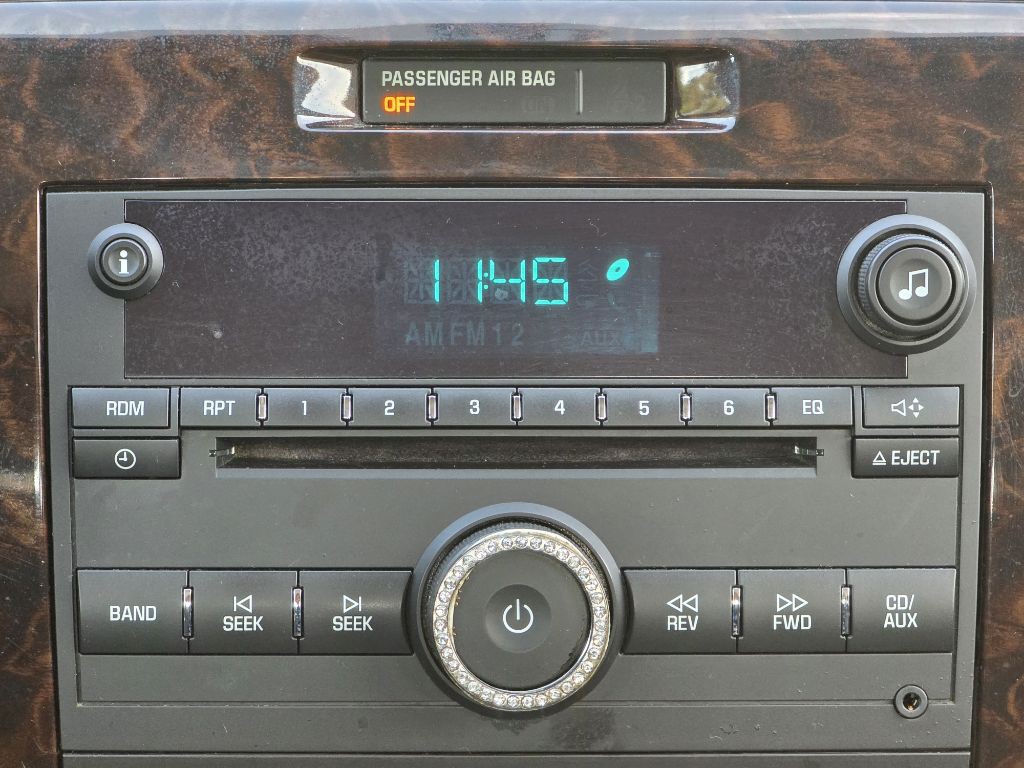 PASSENGER AIR BAG
OFF
i
11:45
AM FM 1 2
AUX
RDM RPT 1 2 3 4 5 6 EQ
EJECT
BAND SEEK SEEK REV FWD CD/
AUX